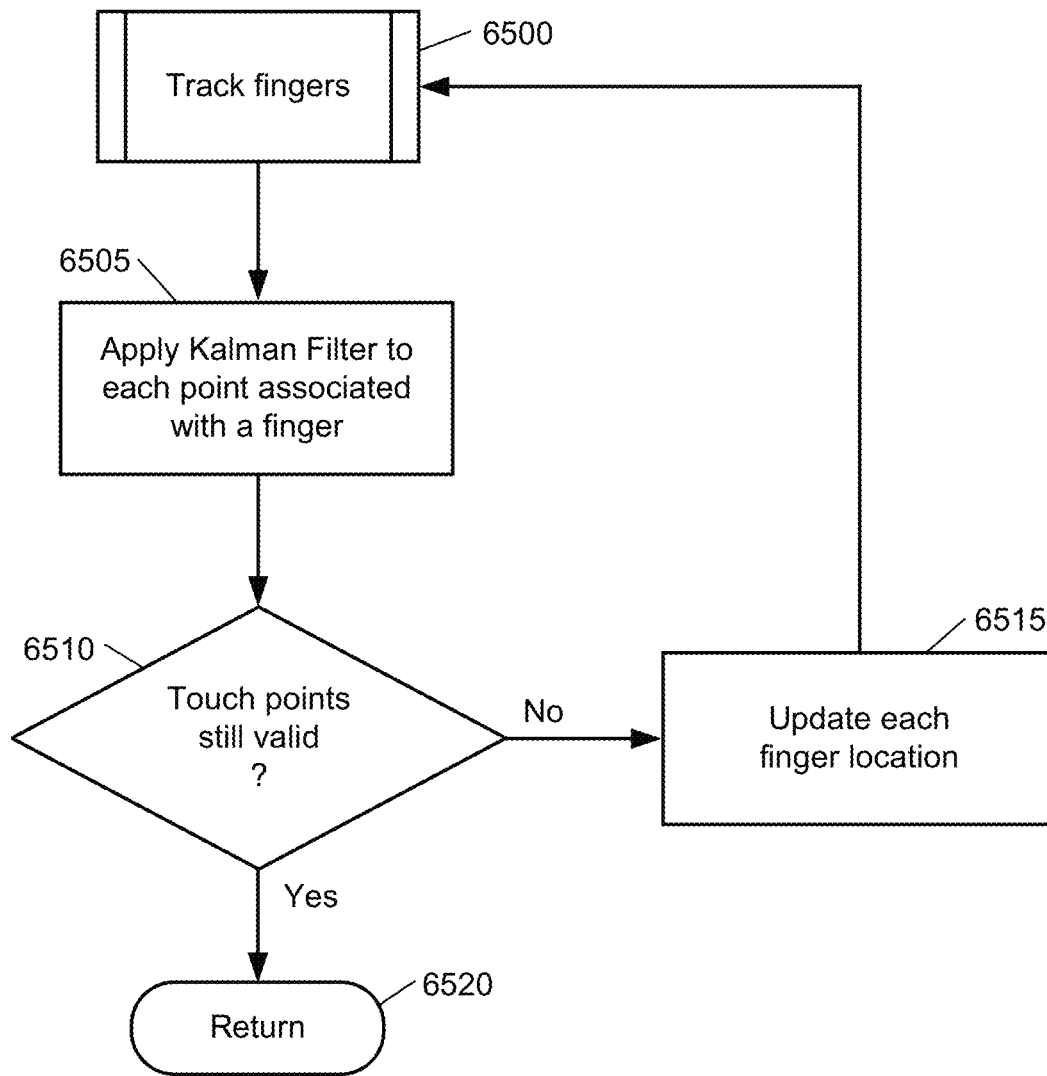 6500
Track fingers
6505
Apply Kalman Filter to
each point associated
with a finger
6510
Touch points
still valid
?
No
6515
Update each
finger location
Yes
6520
Return